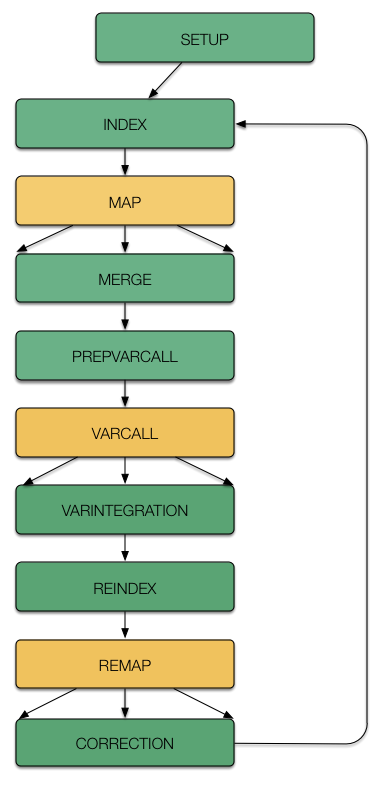 SETUP
INDEX
MAP
MERGE
PREPVARCALL
VARCALL
VARINTEGRATION
REINDEX
REMAP
CORRECTION